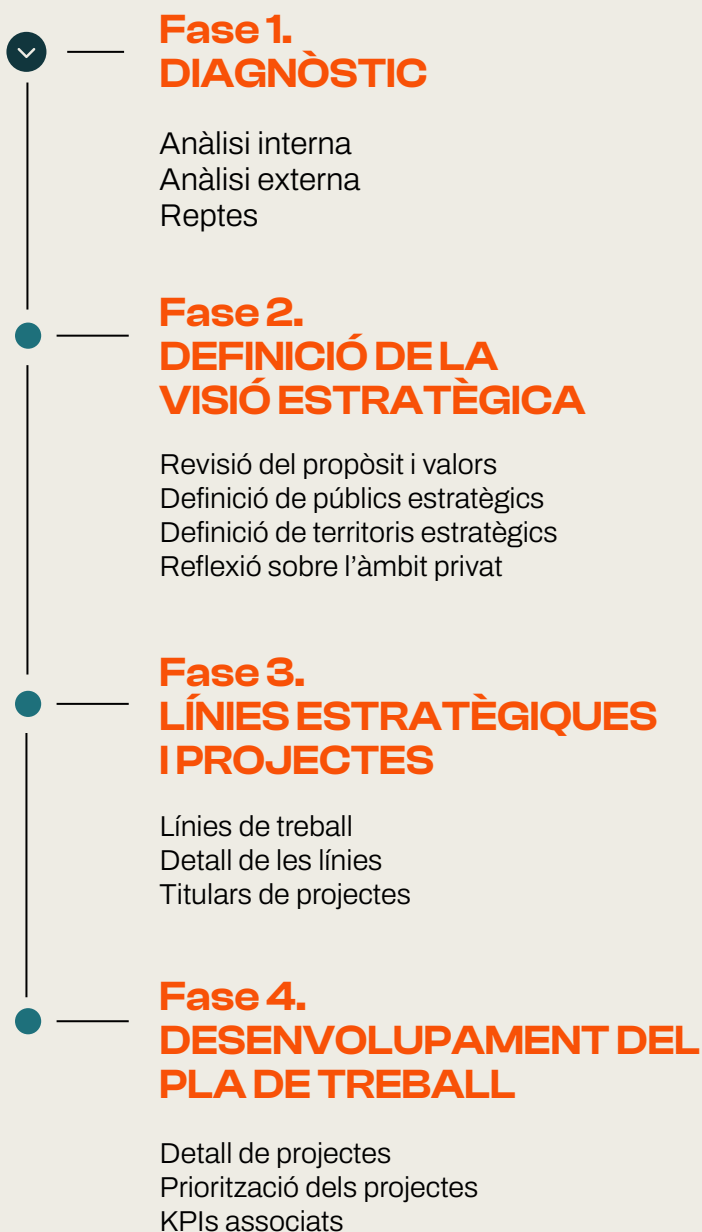 Fase 1.
DIAGNÒSTIC
Anàlisi interna
Anàlisi externa
Reptes
Fase 2.
DEFINICIÓ DE LA
VISIÓ ESTRATÈGICA
Revisió del propòsit i valors
Definició de públics estratègics
Definició de territoris estratègics
Reflexió sobre l’àmbit privat
Fase 3.
LÍNIES ESTRATÈGIQUES
I PROJECTES
Línies de treball
Detall de les línies
Titulars de projectes
Fase 4.
DESENVOLUPAMENT DEL
PLA DE TREBALL
Detall de projectes
Priorització dels projectes
KPIs associats